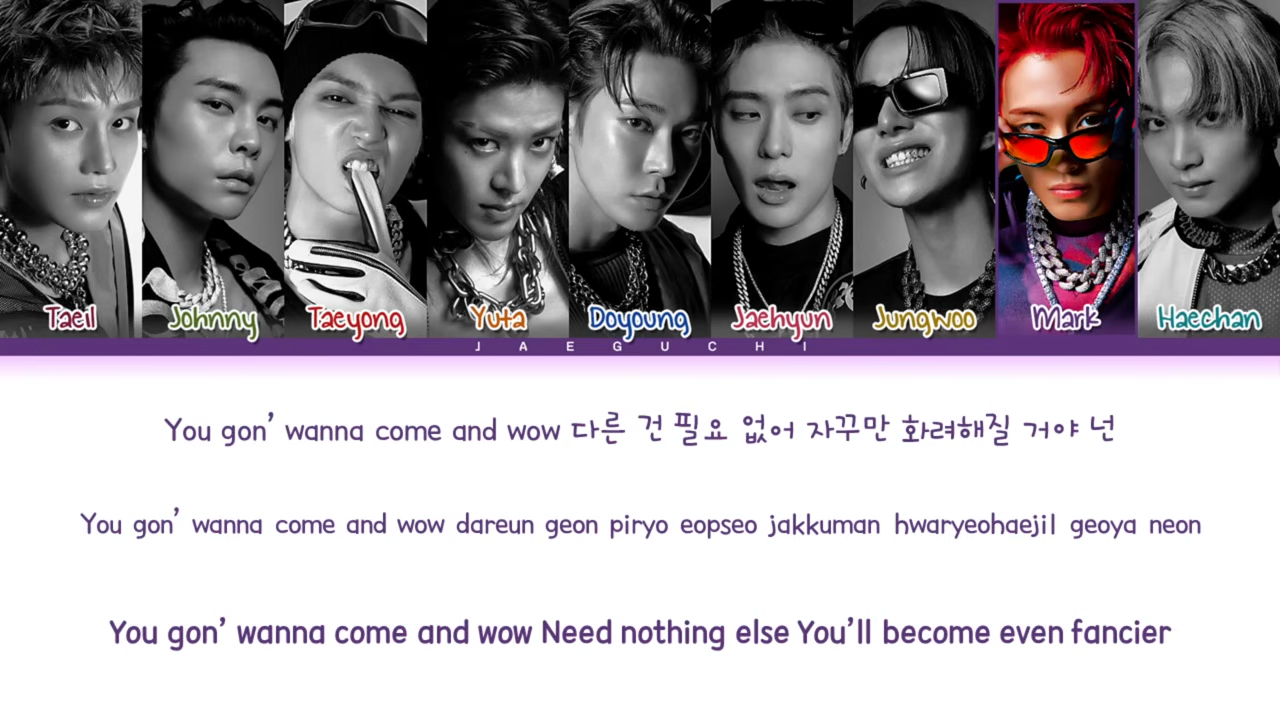 Taeil Johnny Taeyong Yuta Doyoung Jaehyun Jungwoo Mark Haechan
JAEGUCHI
You gon' wanna come and wow 다른 건 필요 없어 자꾸만 화려해질 거야 넌
You gon' wanna come and wow dareun geon piryo eopseo jakkuman hwaryeohaejil geoya neon
You gon' wanna come and wow Need nothing else You'll become even fancier